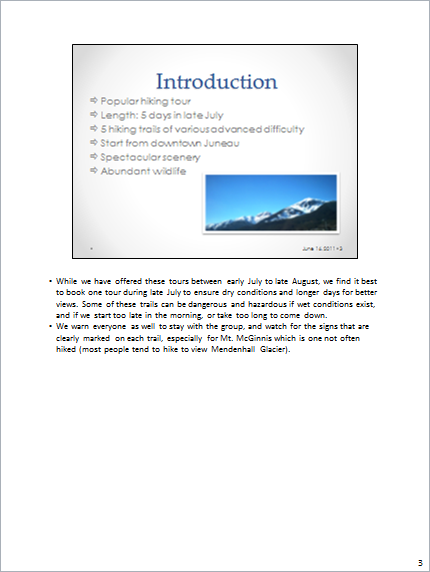 Introduction
Popular hiking tour
Length: 5 days in late July
5 hiking trails of various advanced difficulty
Start from downtown Juneau
Spectacular scenery
Abundant wildlife
June 16, 2011 • 3
• While we have offered these tours between early July to late August, we find it best
to book one tour during late July to ensure dry conditions and longer days for better
views. Some of these trails can be dangerous and hazardous if wet conditions exist,
and if we start too late in the morning, or take too long to come down.
• We warn everyone as well to stay with the group, and watch for the signs that are
clearly marked on each trail, especially for Mt. McGinnis which is one not often
hiked (most people tend to hike to view Mendenhall Glacier).
3